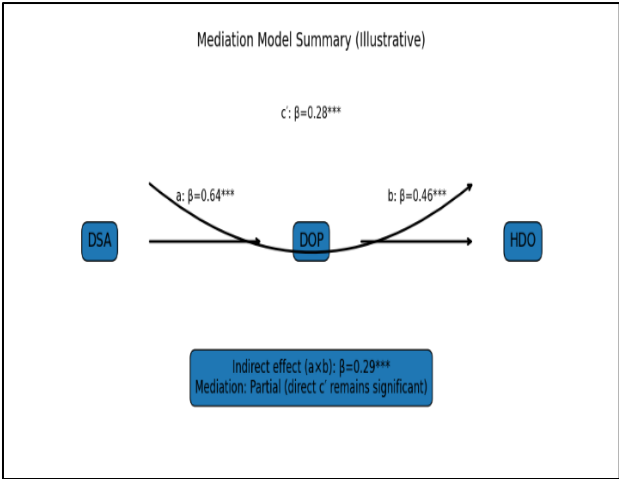 Mediation Model Summary (Illustrative)
c′: β=0.28***
a: β=0.64***
b: β=0.46***
DSA
DOP
HDO
Indirect effect (a×b): β=0.29***
Mediation: Partial (direct c′ remains significant)